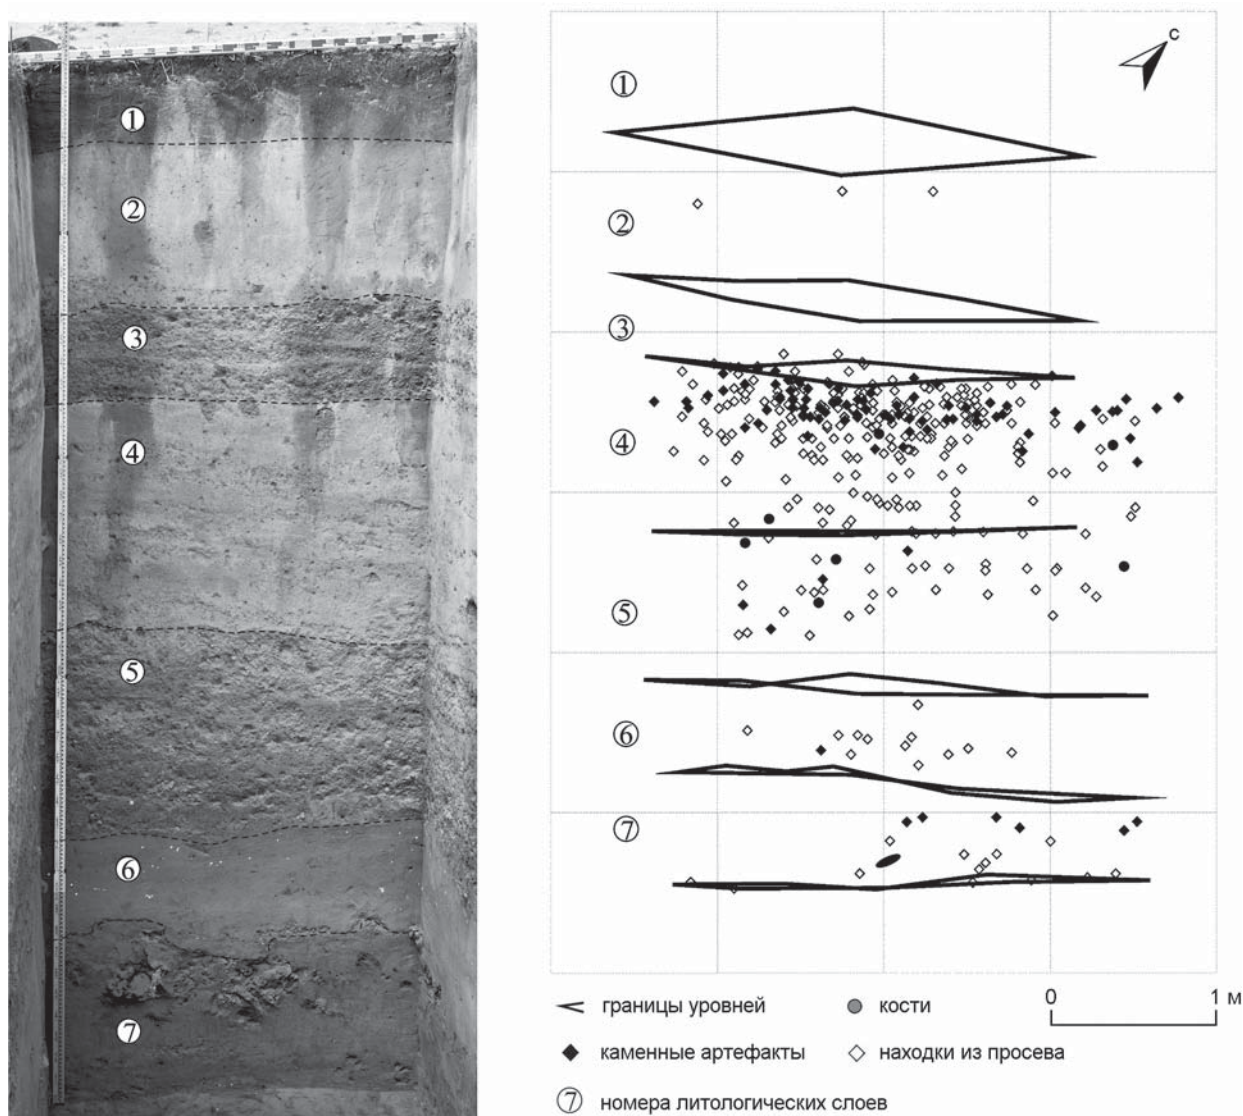 ①
②
③
④
⑤
⑥
⑦
с
①
②
③
④
⑤
⑥
⑦
границы уровней
кости
0 1 м
каменные артефакты
находки из просева
⑦ номера литологических слоев